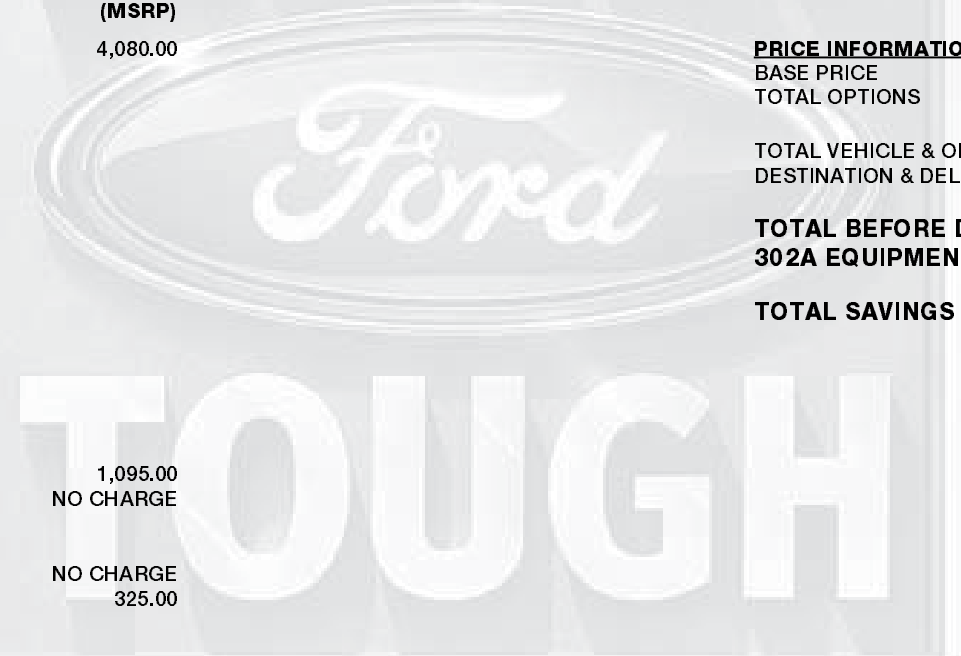 (MSRP)
4,080.00
PRICE INFORMATIO
BASE PRICE
TOTAL OPTIONS
TOTAL VEHICLE & O
DESTINATION & DEL
TOTAL BEFORE D
302A EQUIPMEN
TOTAL SAVINGS
Ford
TOUGH
1,095.00
NO CHARGE
NO CHARGE
325.00